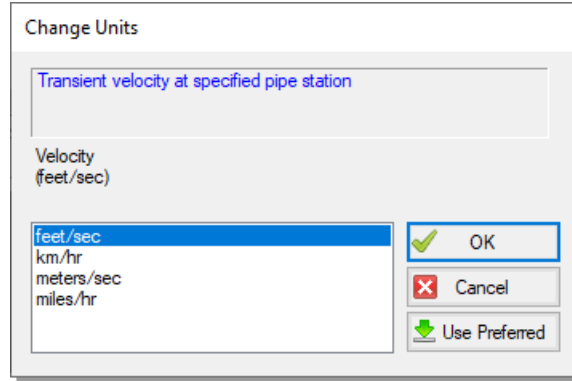 Change Units
Transient velocity at specified pipe station
Velocity
(feet/sec)
feet/sec
km/hr
meters/sec
miles/hr
OK
Cancel
Use Preferred